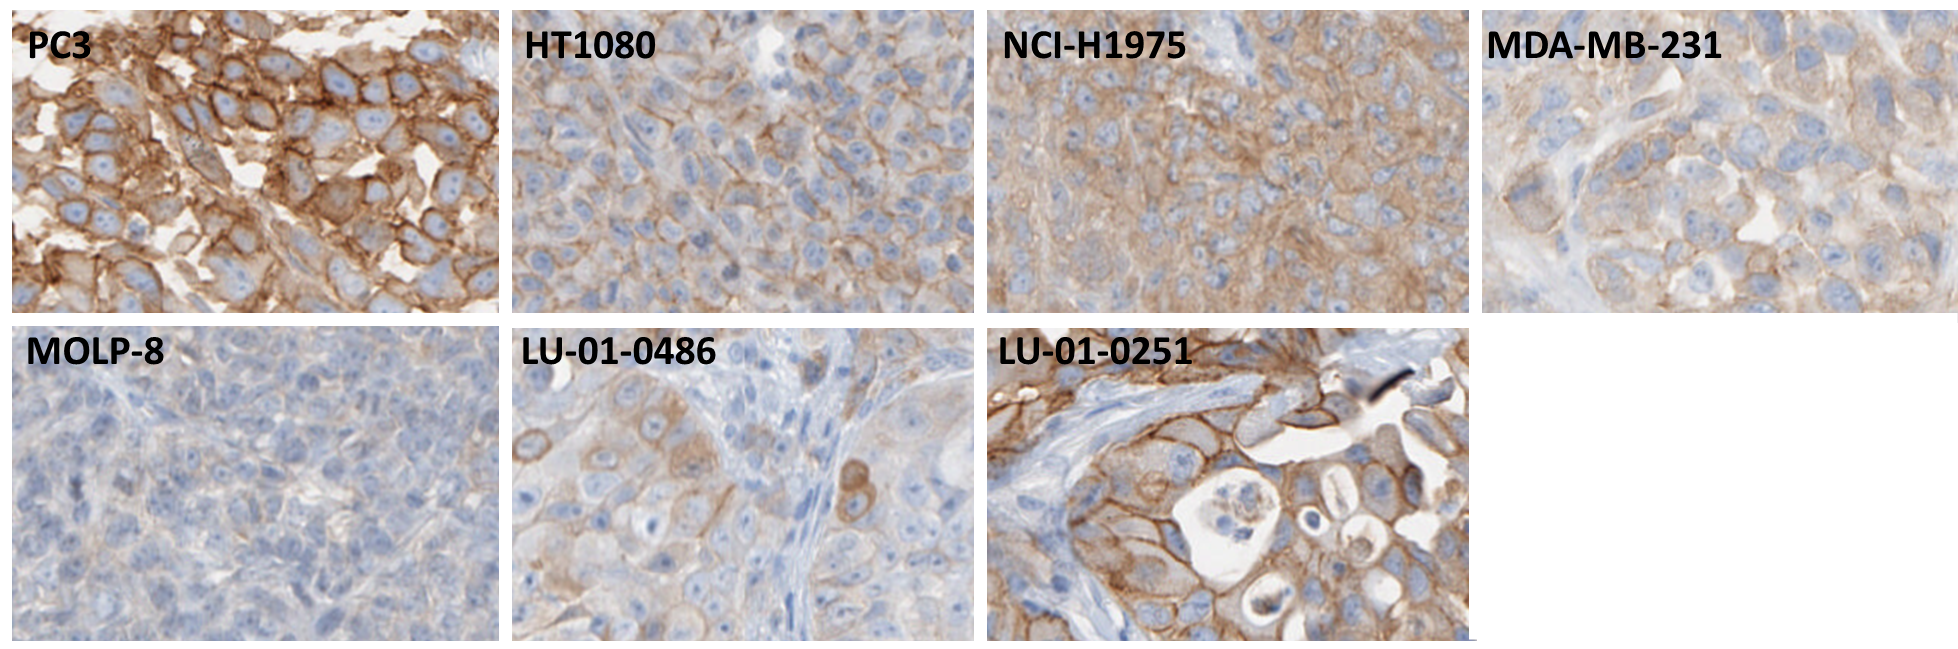 PC3
HT1080
NCI-H1975
MDA-MB-231
MOLP-8
LU-01-0486
LU-01-0251